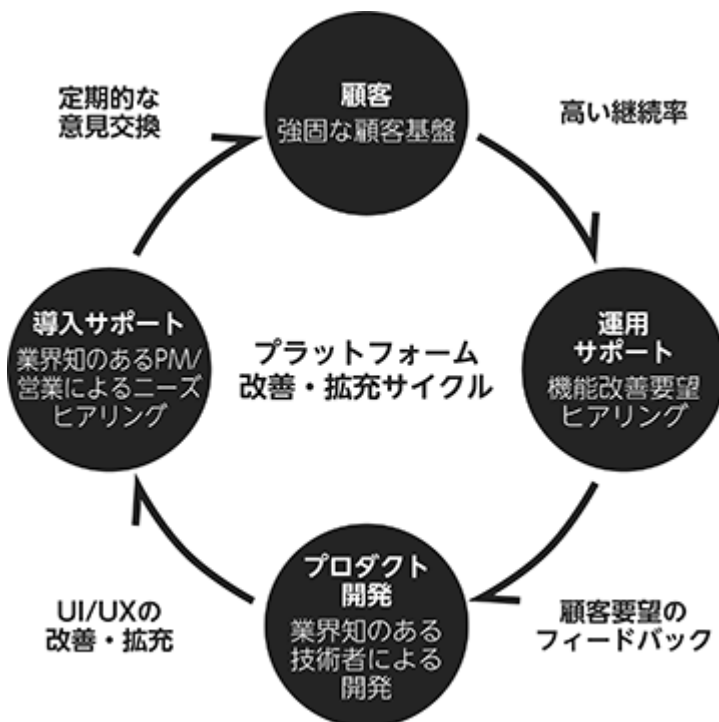 顧客
強固な顧客基盤
高い継続率
運用
サポート
機能改善要望
ヒアリング
顧客要望の
フィードバック
プロダクト
開発
業界知のある
技術者による
開発
UI/UXの
改善・拡充
導入サポート
業界知のあるPM/
営業によるニーズ
ヒアリング
定期的な
意見交換
プラットフォーム
改善・拡充サイクル